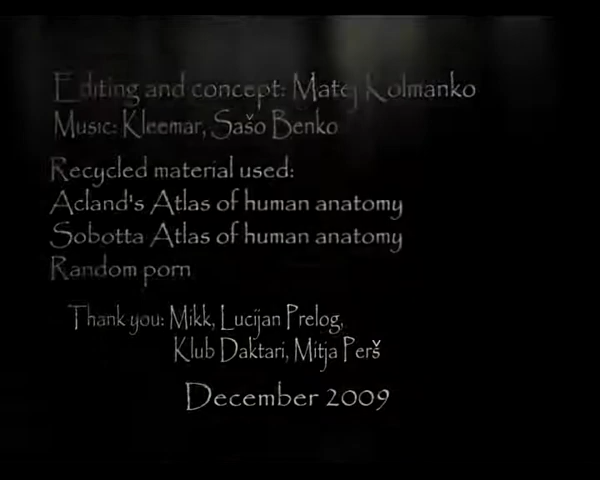 Editing and concept: Matej Kolmanko
Music: Kleemar, Sašo Benko
Recycled material used:
Acland's Atlas of human anatomy
Sobotta Atlas of human anatomy
Random porn
Thank you: Mikk, Lucijan Prelog,
Klub Daktari, Mitja Perš
December 2009